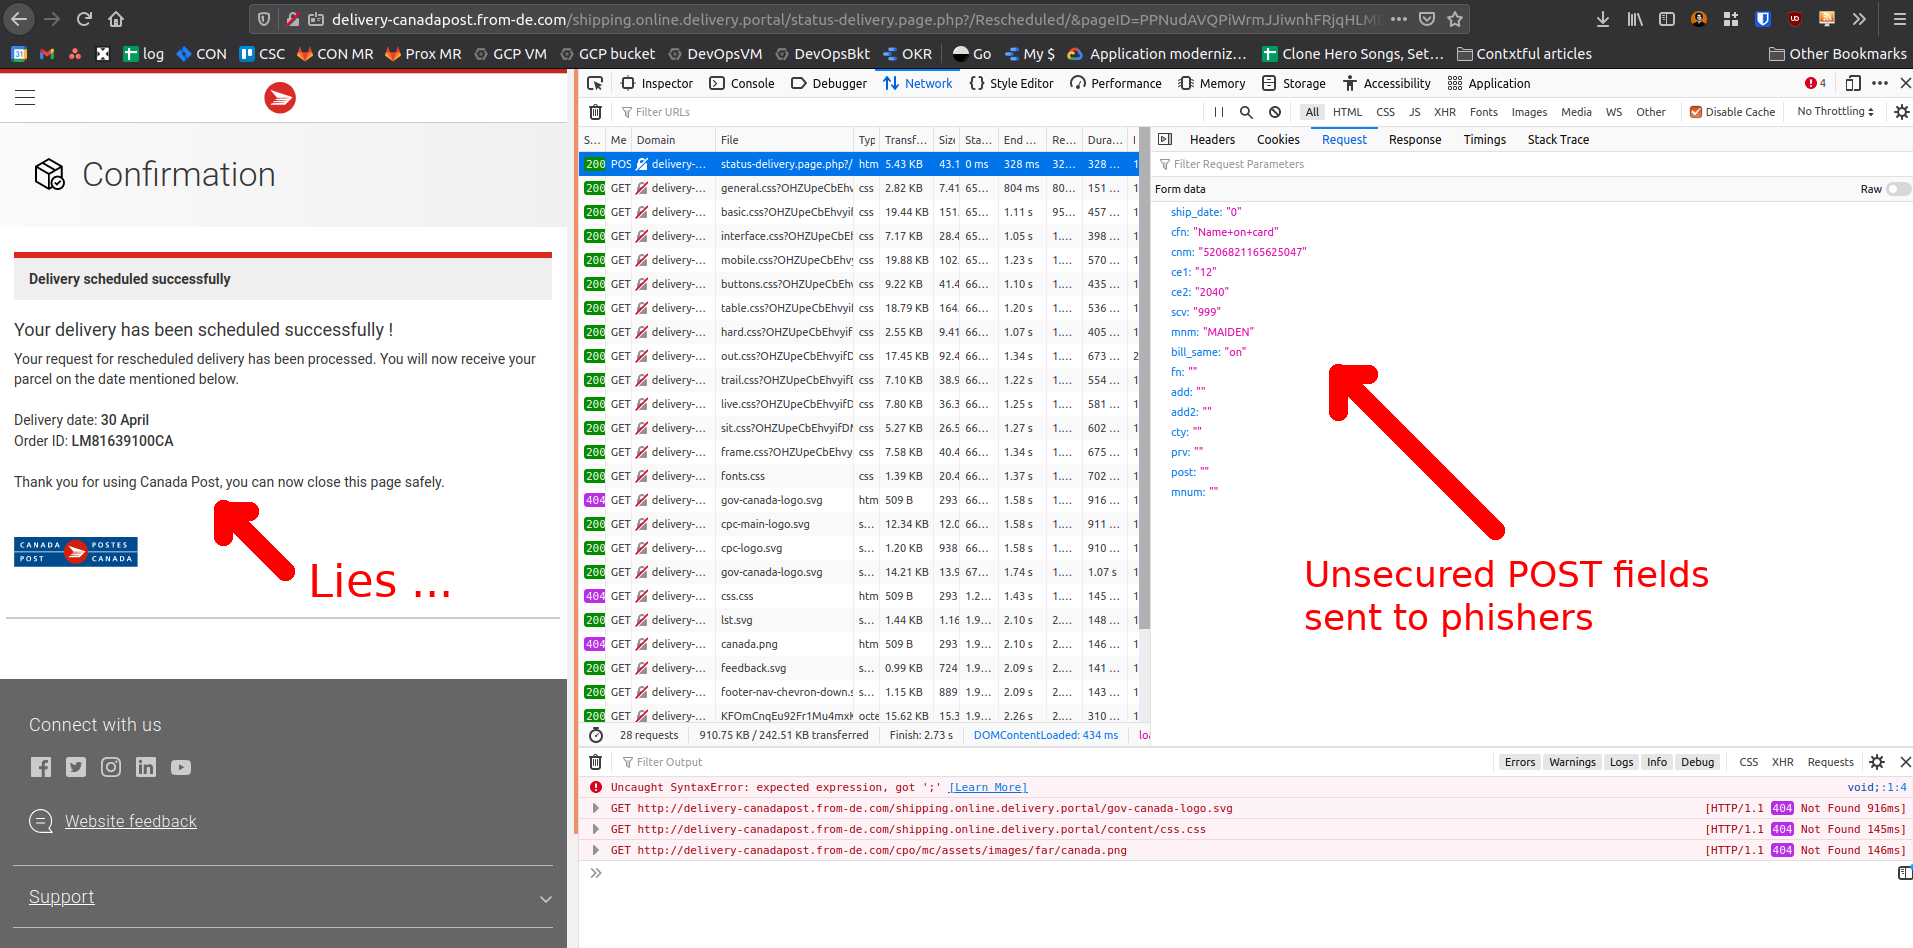 delivery-canadapost.from-de.com/shipping.online.delivery.portal/status-delivery.page.php?/Rescheduled/&pageID=PPNudAVQPiWrmJJiwnhFRjqHLM
31 log CON CSC CON MR Prox MR GCP VM GCP bucket DevOpsVM DevOpsBkt OKR Go My $ Application moderniz… Clone Hero Songs, Set… Contxtful articles Other Bookmarks
Confirmation
Delivery scheduled successfully
Your delivery has been scheduled successfully !
Your request for rescheduled delivery has been processed. You will now receive your
parcel on the date mentioned below.
Delivery date: 30 April
Order ID: LM81639100CA
Thank you for using Canada Post, you can now close this page safely.
CANADA POSTES
POST CANADA
Lies ...
Connect with us
Website feedback
Support
Inspector Console Debugger Network Style Editor Performance Memory Storage Accessibility Application 4
Filter URLs All HTML CSS JS XHR Fonts Images Media WS Other Disable Cache No Throttling
S… Me Domain File Typ Transf… Size Sta… End … Re… Dura…
200 POS delivery-… status-delivery.page.php?/ htm 5.43 KB 43.1 0 ms 328 ms 32… 328 … 1
200 GET delivery-… general.css?OHZUpeCbEhv css 2.82 KB 7.41 65… 804 ms 80… 151 … 1
200 GET delivery-… basic.css?OHZUpeCbEhvyif css 19.44 KB 151. 65… 1.11 s 95… 457 … 1
200 GET delivery-… interface.css?OHZUpeCbEl css 7.17 KB 28.4 65… 1.05 s 1.… 398 … 1
200 GET delivery-… mobile.css?OHZUpeCbEhvy css 19.88 KB 102. 65… 1.23 s 1.… 570 … 1
200 GET delivery-… buttons.css?OHZUpeCbEhv css 9.22 KB 41.4 66… 1.10 s 1.… 435 … 1
200 GET delivery-… table.css?OHZUpeCbEhvyil css 18.79 KB 164. 66… 1.20 s 1.… 536 … 1
200 GET delivery-… hard.css?OHZUpeCbEhvyif css 2.55 KB 9.41 66… 1.07 s 1.… 405 … 1
200 GET delivery-… out.css?OHZUpeCbEhvyifD css 17.45 KB 92.4 66… 1.34 s 1.… 673 … 2
200 GET delivery-… trail.css?OHZUpeCbEhvyifD css 7.10 KB 38.9 66… 1.22 s 1.… 554 … 1
200 GET delivery-… live.css?OHZUpeCbEhvyifD css 7.80 KB 36.3 66… 1.25 s 1.… 581 … 1
200 GET delivery-… sit.css?OHZUpeCbEhvyifDI css 5.27 KB 26.5 66… 1.27 s 1.… 602 … 1
200 GET delivery-… frame.css?OHZUpeCbEhvy css 7.58 KB 40.4 66… 1.34 s 1.… 675 … 1
200 GET delivery-… fonts.css css 1.39 KB 20.4 66… 1.37 s 1.… 702 … 1
404 GET delivery-… gov-canada-logo.svg htm 509 B 293 66… 1.58 s 1.… 916 … 1
200 GET delivery-… cpc-main-logo.svg s… 12.34 KB 12.0 66… 1.58 s 1.… 911 … 1
200 GET delivery-… cpc-logo.svg s… 1.20 KB 938 66… 1.58 s 1.… 910 … 1
200 GET delivery-… gov-canada-logo.svg s… 14.21 KB 13.9 67… 1.74 s 1.… 1.07 s 1
404 GET delivery-… css.css htm 509 B 293 1.2… 1.43 s 1.… 145 … 1
200 GET delivery-… lst.svg s… 1.44 KB 1.16 1.9… 2.10 s 2.… 148 … 1
404 GET delivery-… canada.png htm 509 B 293 1.9… 2.10 s 2.… 146 … 1
200 GET delivery-… feedback.svg s… 0.99 KB 724 1.9… 2.09 s 2.… 141 … 1
200 GET delivery-… footer-nav-chevron-down.s s… 1.15 KB 889 1.9… 2.09 s 2.… 143 … 1
200 GET delivery-… KFOmCnqEu92Fr1Mu4mxK octe 15.62 KB 15.3 1.9… 2.26 s 2.… 310 … 1
28 requests 910.75 KB / 242.51 KB transferred Finish: 2.73 s DOMContentLoaded: 434 ms loa
Headers Cookies Request Response Timings Stack Trace
Filter Request Parameters
Form data Raw
ship_date: "0"
cfn: "Name+on+card"
cnm: "5206821165625047"
ce1: "12"
ce2: "2040"
scv: "999"
mnm: "MAIDEN"
bill_same: "on"
fn: ""
add: ""
add2: ""
cty: ""
prv: ""
post: ""
mnum: ""
Unsecured POST fields
sent to phishers
Filter Output Errors Warnings Logs Info Debug CSS XHR Requests
Uncaught SyntaxError: expected expression, got ';' [Learn More] void;:1:4
GET http://delivery-canadapost.from-de.com/shipping.online.delivery.portal/gov-canada-logo.svg [HTTP/1.1 404 Not Found 916ms]
GET http://delivery-canadapost.from-de.com/shipping.online.delivery.portal/content/css.css [HTTP/1.1 404 Not Found 145ms]
GET http://delivery-canadapost.from-de.com/cpo/mc/assets/images/far/canada.png [HTTP/1.1 404 Not Found 146ms]